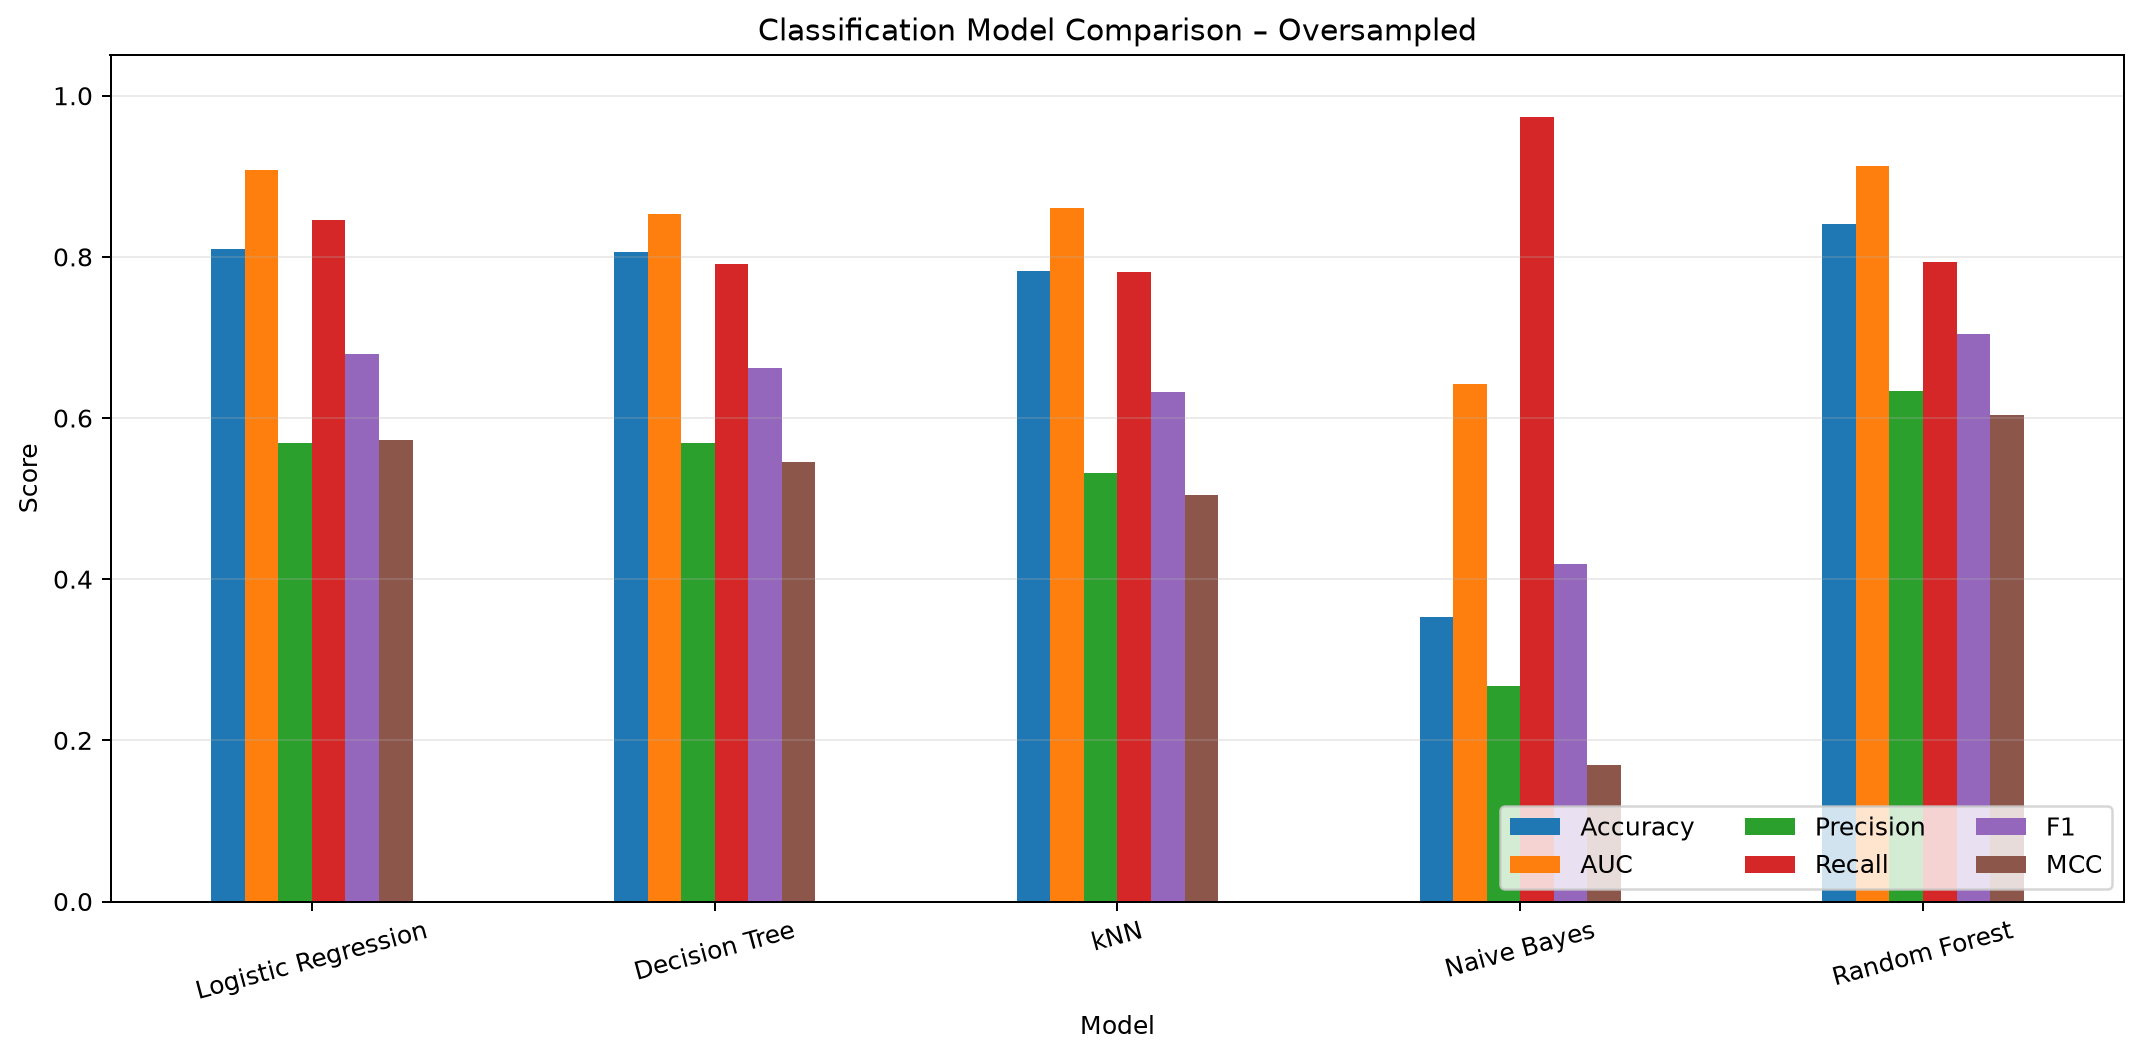 Classification Model Comparison – Oversampled
1.0
0.8
0.6
0.4
0.2
0.0
Score
Accuracy
AUC
Precision
Recall
F1
MCC
Logistic Regression
Decision Tree
kNN
Naive Bayes
Random Forest
Model